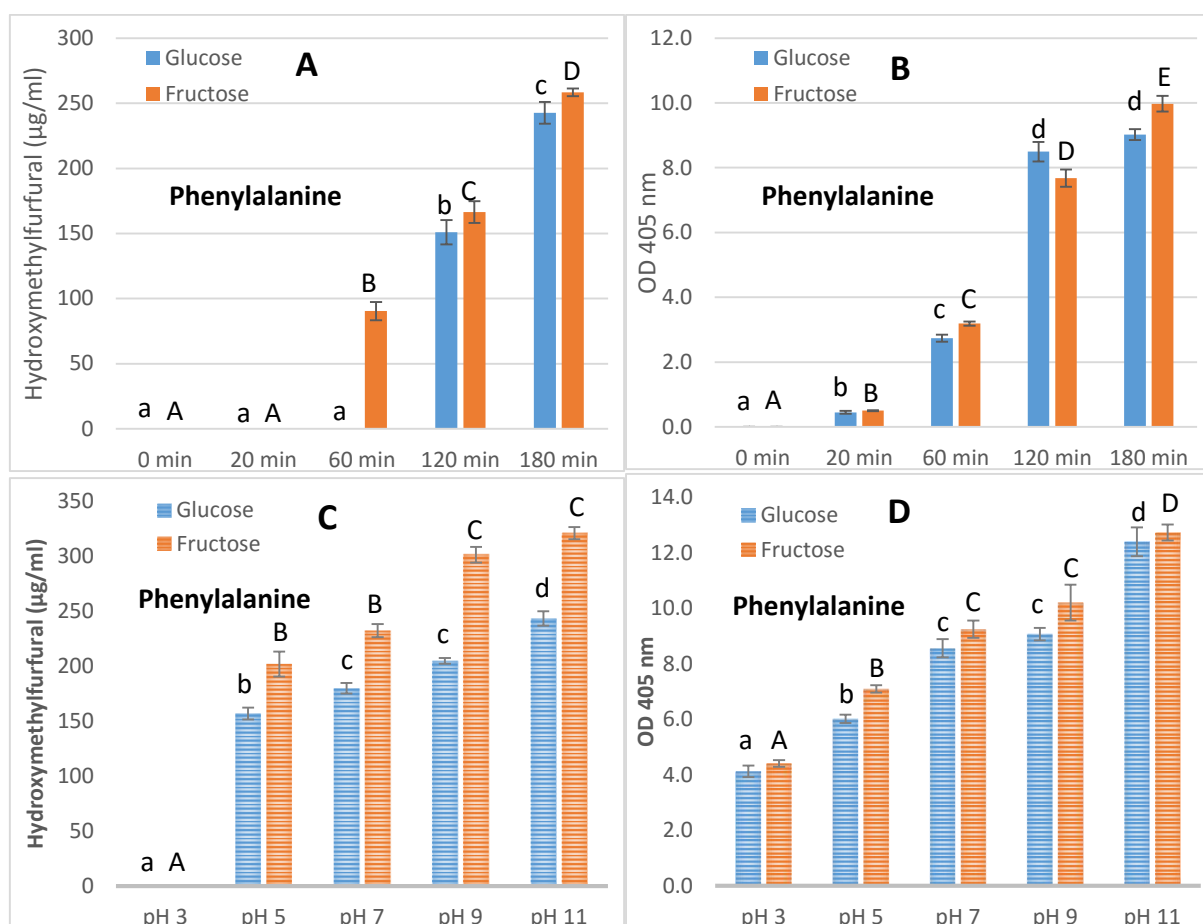 A
Hydroxymethylfurfural (µg/ml)
300
250
200
150
100
50
0
Glucose
Fructose
Phenylalanine
a A
a A
a B
b C
c D
0 min 20 min 60 min 120 min 180 min
B
OD 405 nm
12.0
10.0
8.0
6.0
4.0
2.0
0.0
Glucose
Fructose
Phenylalanine
a A
b B
c C
d D
d E
0 min 20 min 60 min 120 min 180 min
C
Hydroxymethylfurfural (µg/ml)
350
300
250
200
150
100
50
0
Glucose
Fructose
Phenylalanine
a A
b B
c B
c C
d C
pH 3 pH 5 pH 7 pH 9 pH 11
D
OD 405 nm
14.0
12.0
10.0
8.0
6.0
4.0
2.0
0.0
Glucose
Fructose
Phenylalanine
a A
b B
c C
c C
d D
pH 3 pH 5 pH 7 pH 9 pH 11